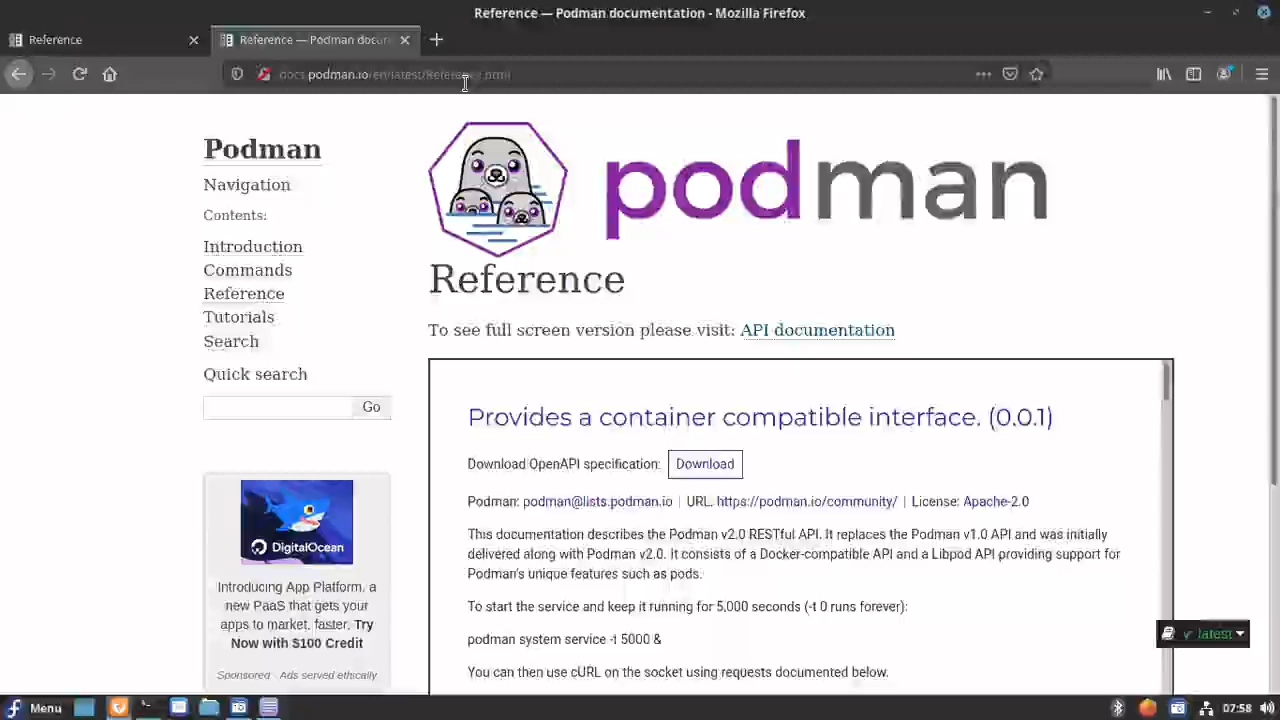 Reference — Podman documentation - Mozilla Firefox
Reference
Reference — Podman docum
docs.podman.io/en/latest/Reference.html
Podman
Navigation
Contents:
Introduction
Commands
Reference
Tutorials
Search
Quick search
Go
DigitalOcean
Introducing App Platform, a
new PaaS that gets your
apps to market, faster. Try
Now with $100 Credit
Sponsored · Ads served ethically
podman
Reference
To see full screen version please visit: API documentation
Provides a container compatible interface. (0.0.1)
Download OpenAPI specification: Download
Podman: podman@lists.podman.io | URL: https://podman.io/community/ | License: Apache-2.0
This documentation describes the Podman v2.0 RESTful API. It replaces the Podman v1.0 API and was initially
delivered along with Podman v2.0. It consists of a Docker-compatible API and a Libpod API providing support for
Podman's unique features such as pods.
To start the service and keep it running for 5,000 seconds (-t 0 runs forever):
podman system service -t 5000 &
You can then use cURL on the socket using requests documented below.
v: latest
Menu
07:58